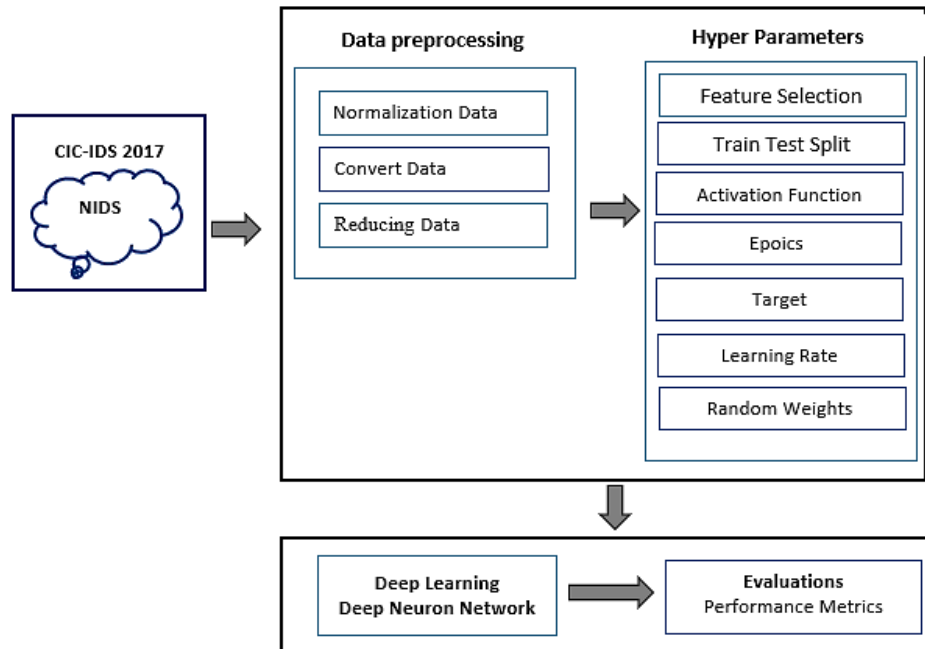 CIC-IDS 2017
NIDS
Data preprocessing
Normalization Data
Convert Data
Reducing Data
Hyper Parameters
Feature Selection
Train Test Split
Activation Function
Epoics
Target
Learning Rate
Random Weights
Deep Learning
Deep Neuron Network
Evaluations
Performance Metrics